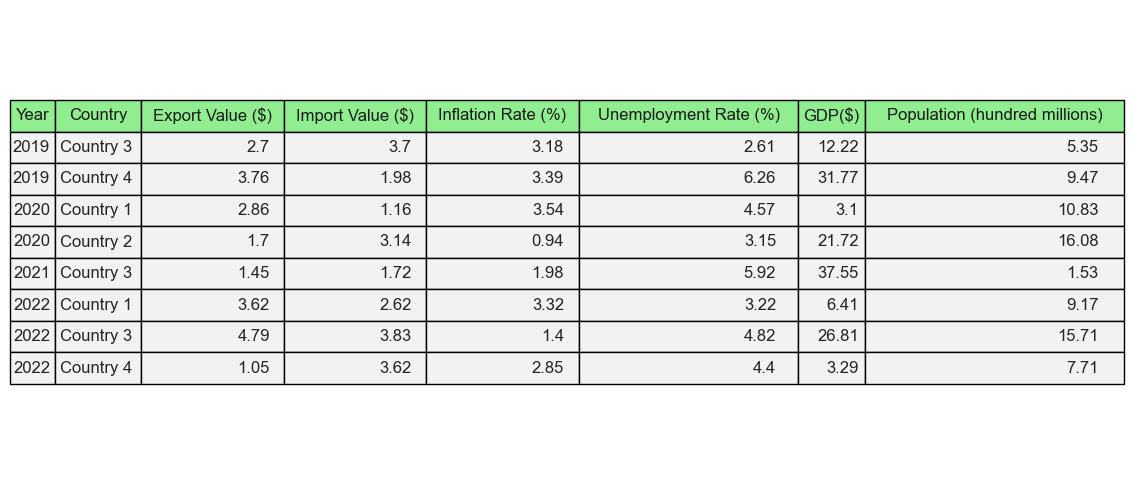 Year Country Export Value ($) Import Value ($) Inflation Rate (%) Unemployment Rate (%) GDP($) Population (hundred millions)
2019 Country 3 2.7 3.7 3.18 2.61 12.22 5.35
2019 Country 4 3.76 1.98 3.39 6.26 31.77 9.47
2020 Country 1 2.86 1.16 3.54 4.57 3.1 10.83
2020 Country 2 1.7 3.14 0.94 3.15 21.72 16.08
2021 Country 3 1.45 1.72 1.98 5.92 37.55 1.53
2022 Country 1 3.62 2.62 3.32 3.22 6.41 9.17
2022 Country 3 4.79 3.83 1.4 4.82 26.81 15.71
2022 Country 4 1.05 3.62 2.85 4.4 3.29 7.71